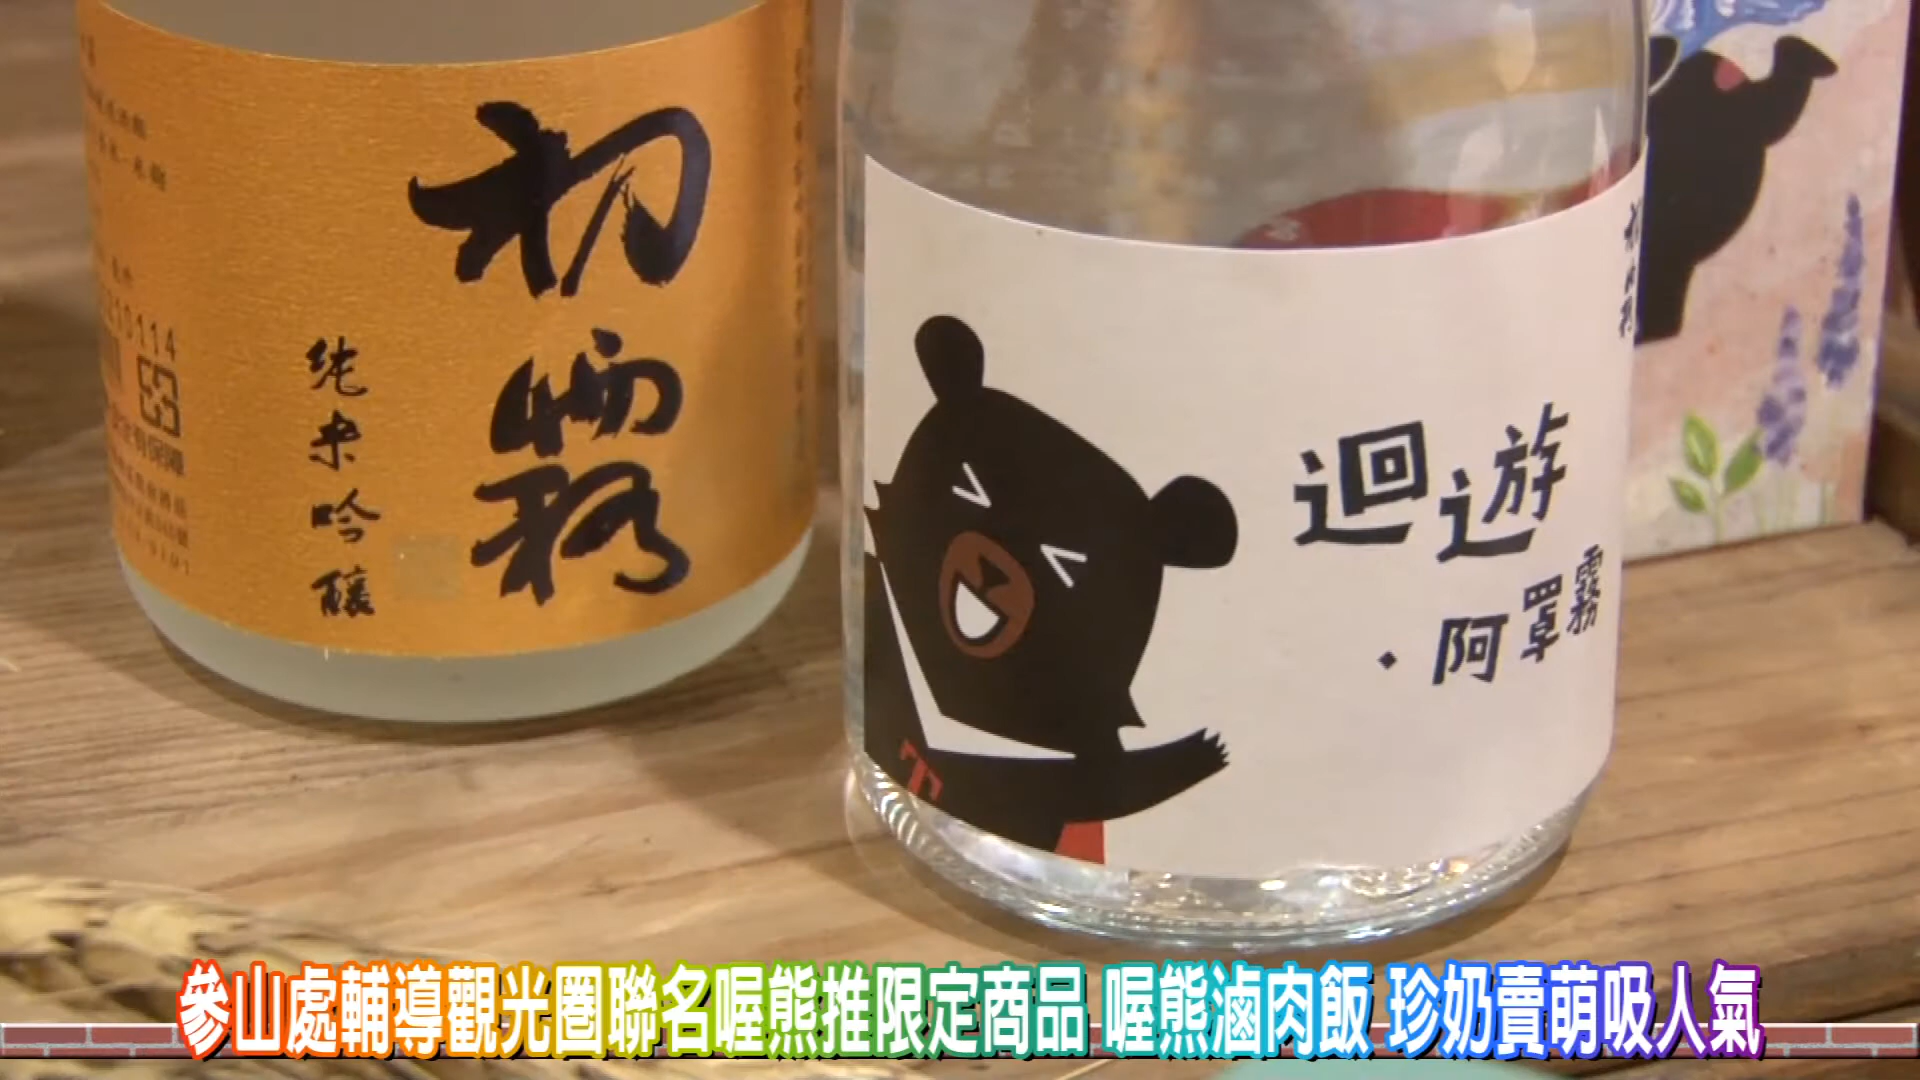 初霧
純米吟釀
210114
迴遊
·阿罩霧
參山處輔導觀光圈聯名喔熊推限定商品 喔熊滷肉飯 珍奶賣萌吸人氣